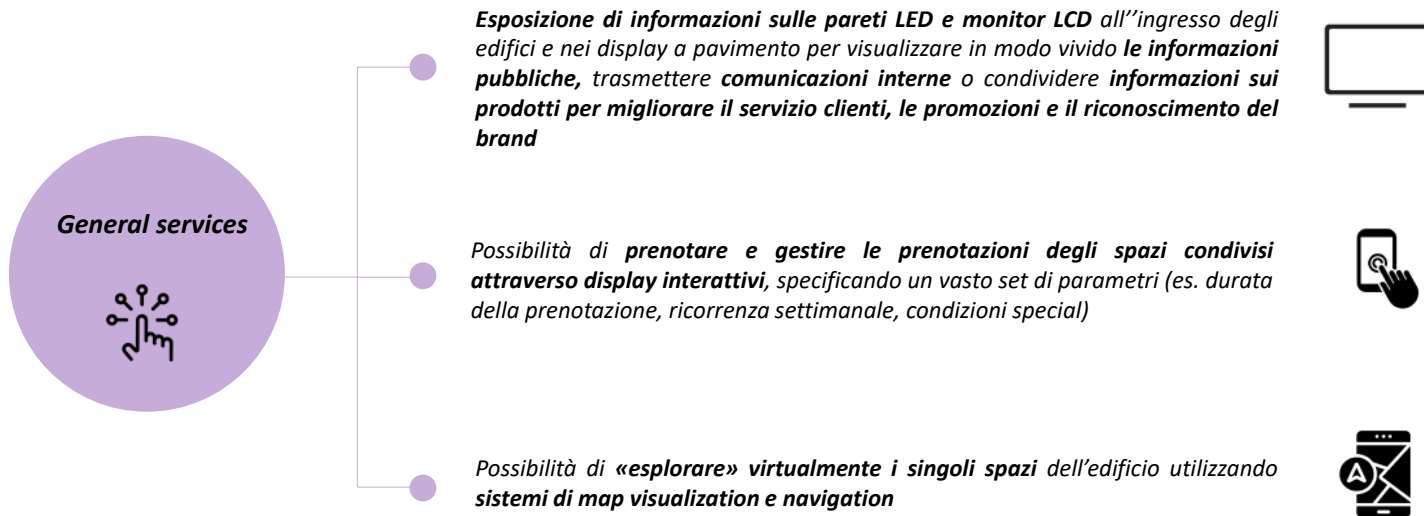 Esposizione di informazioni sulle pareti LED e monitor LCD all''ingresso degli
edifici e nei display a pavimento per visualizzare in modo vivido le informazioni
pubbliche, trasmettere comunicazioni interne o condividere informazioni sui
prodotti per migliorare il servizio clienti, le promozioni e il riconoscimento del
brand
General services
Possibilità di prenotare e gestire le prenotazioni degli spazi condivisi
attraverso display interattivi, specificando un vasto set di parametri (es. durata
della prenotazione, ricorrenza settimanale, condizioni special)
Possibilità di «esplorare» virtualmente i singoli spazi dell'edificio utilizzando
sistemi di map visualization e navigation